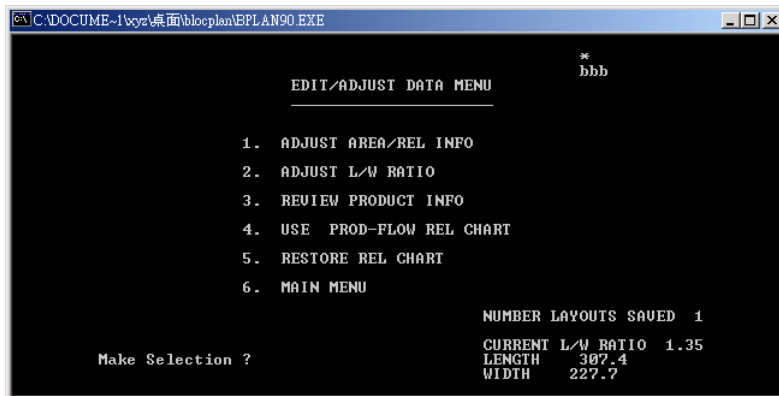 C:\DOCUME~1\xyz\桌面\blocplan\BPLAN90.EXE
*
bbb
EDIT/ADJUST DATA MENU
1. ADJUST AREA/REL INFO
2. ADJUST L/W RATIO
3. REVIEW PRODUCT INFO
4. USE PROD-FLOW REL CHART
5. RESTORE REL CHART
6. MAIN MENU
NUMBER LAYOUTS SAVED 1
CURRENT L/W RATIO 1.35
Make Selection ? LENGTH 307.4
WIDTH 227.7